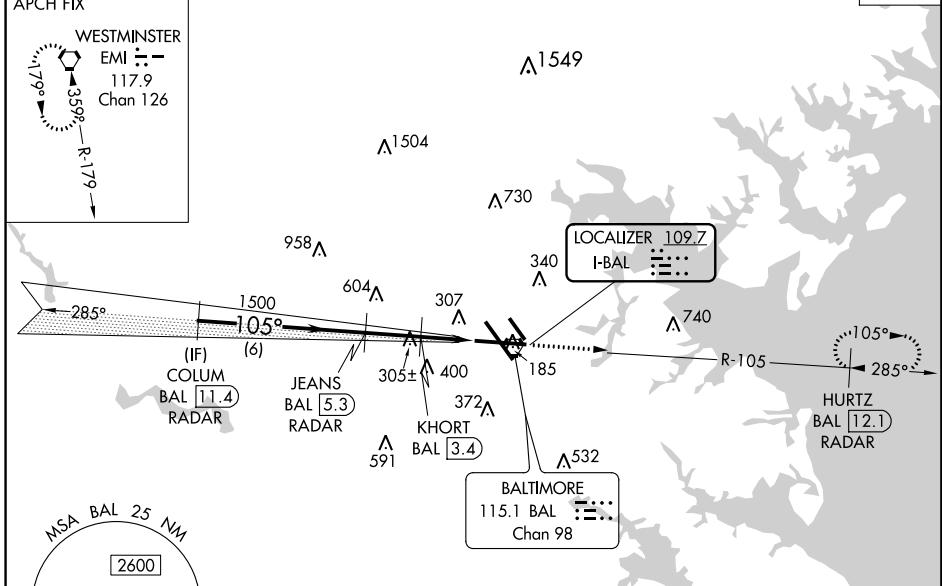 APCH FIX
WESTMINSTER
EMI
117.9
Chan 126
179°
359°
R-179
1549
1504
730
958
LOCALIZER 109.7
I-BAL
340
604
1500
307
740
285°
105°
(6)
R-105
105°
285°
(IF)
COLUM
BAL 11.4
RADAR
JEANS
BAL 5.3
RADAR
305±
400
185
KHORT
BAL 3.4
372
591
532
HURTZ
BAL 12.1
RADAR
BALTIMORE
115.1 BAL
Chan 98
MSA BAL 25 NM
2600